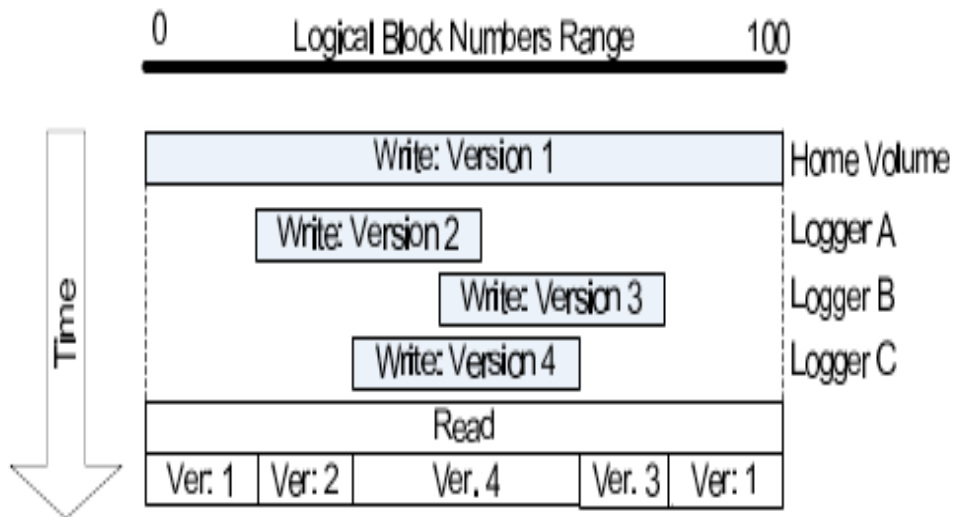 0 Logical Block Numbers Range 100
Write: Version 1 Home Volume
Write: Version 2 Logger A
Write: Version 3 Logger B
Time
Write: Version 4 Logger C
Read
Ver: 1 Ver: 2 Ver. 4 Ver. 3 Ver: 1